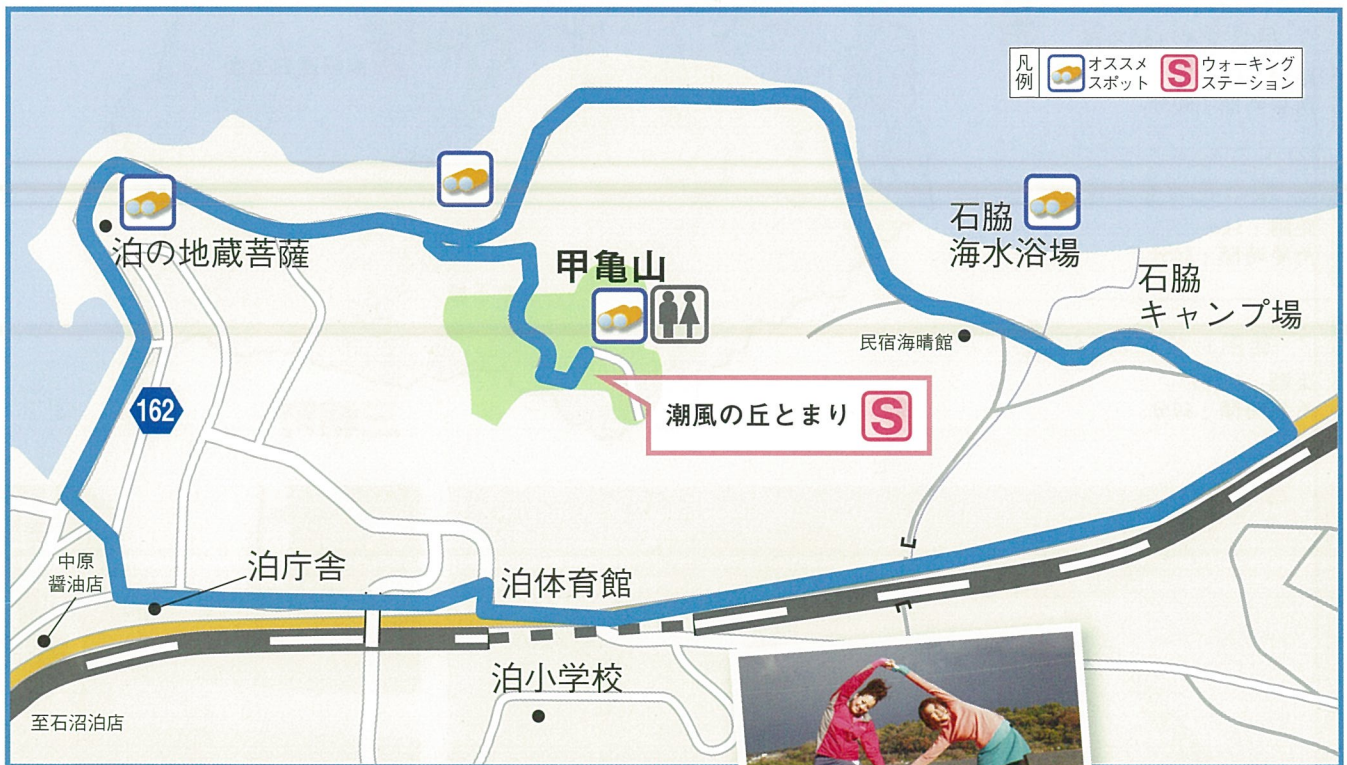 凡例
オススメ
スポット
S
ウォーキング
ステーション
泊の地蔵菩薩
甲亀山
石脇
海水浴場
石脇
キャンプ場
民宿海晴館
潮風の丘とまり S
162
中原
醤油店
泊庁舎
泊体育館
泊小学校
至石沼泊店